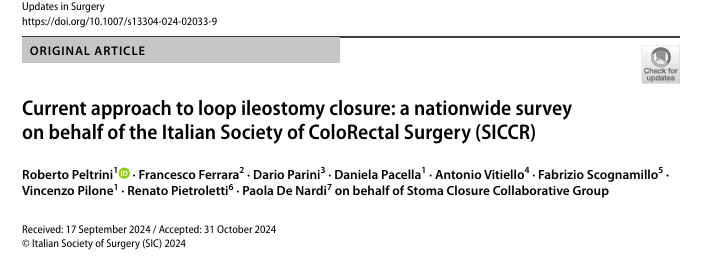 Updates in Surgery
https://doi.org/10.1007/s13304-024-02033-9
ORIGINAL ARTICLE
Check for
updates
Current approach to loop ileostomy closure: a nationwide survey
on behalf of the Italian Society of ColoRectal Surgery (SICCR)
Roberto Peltrini¹ iD · Francesco Ferrara² · Dario Parini³ · Daniela Pacella¹ · Antonio Vitiello⁴ · Fabrizio Scognamillo⁵ ·
Vincenzo Pilone¹ · Renato Pietroletti⁶ · Paola De Nardi⁷ on behalf of Stoma Closure Collaborative Group
Received: 17 September 2024 / Accepted: 31 October 2024
© Italian Society of Surgery (SIC) 2024